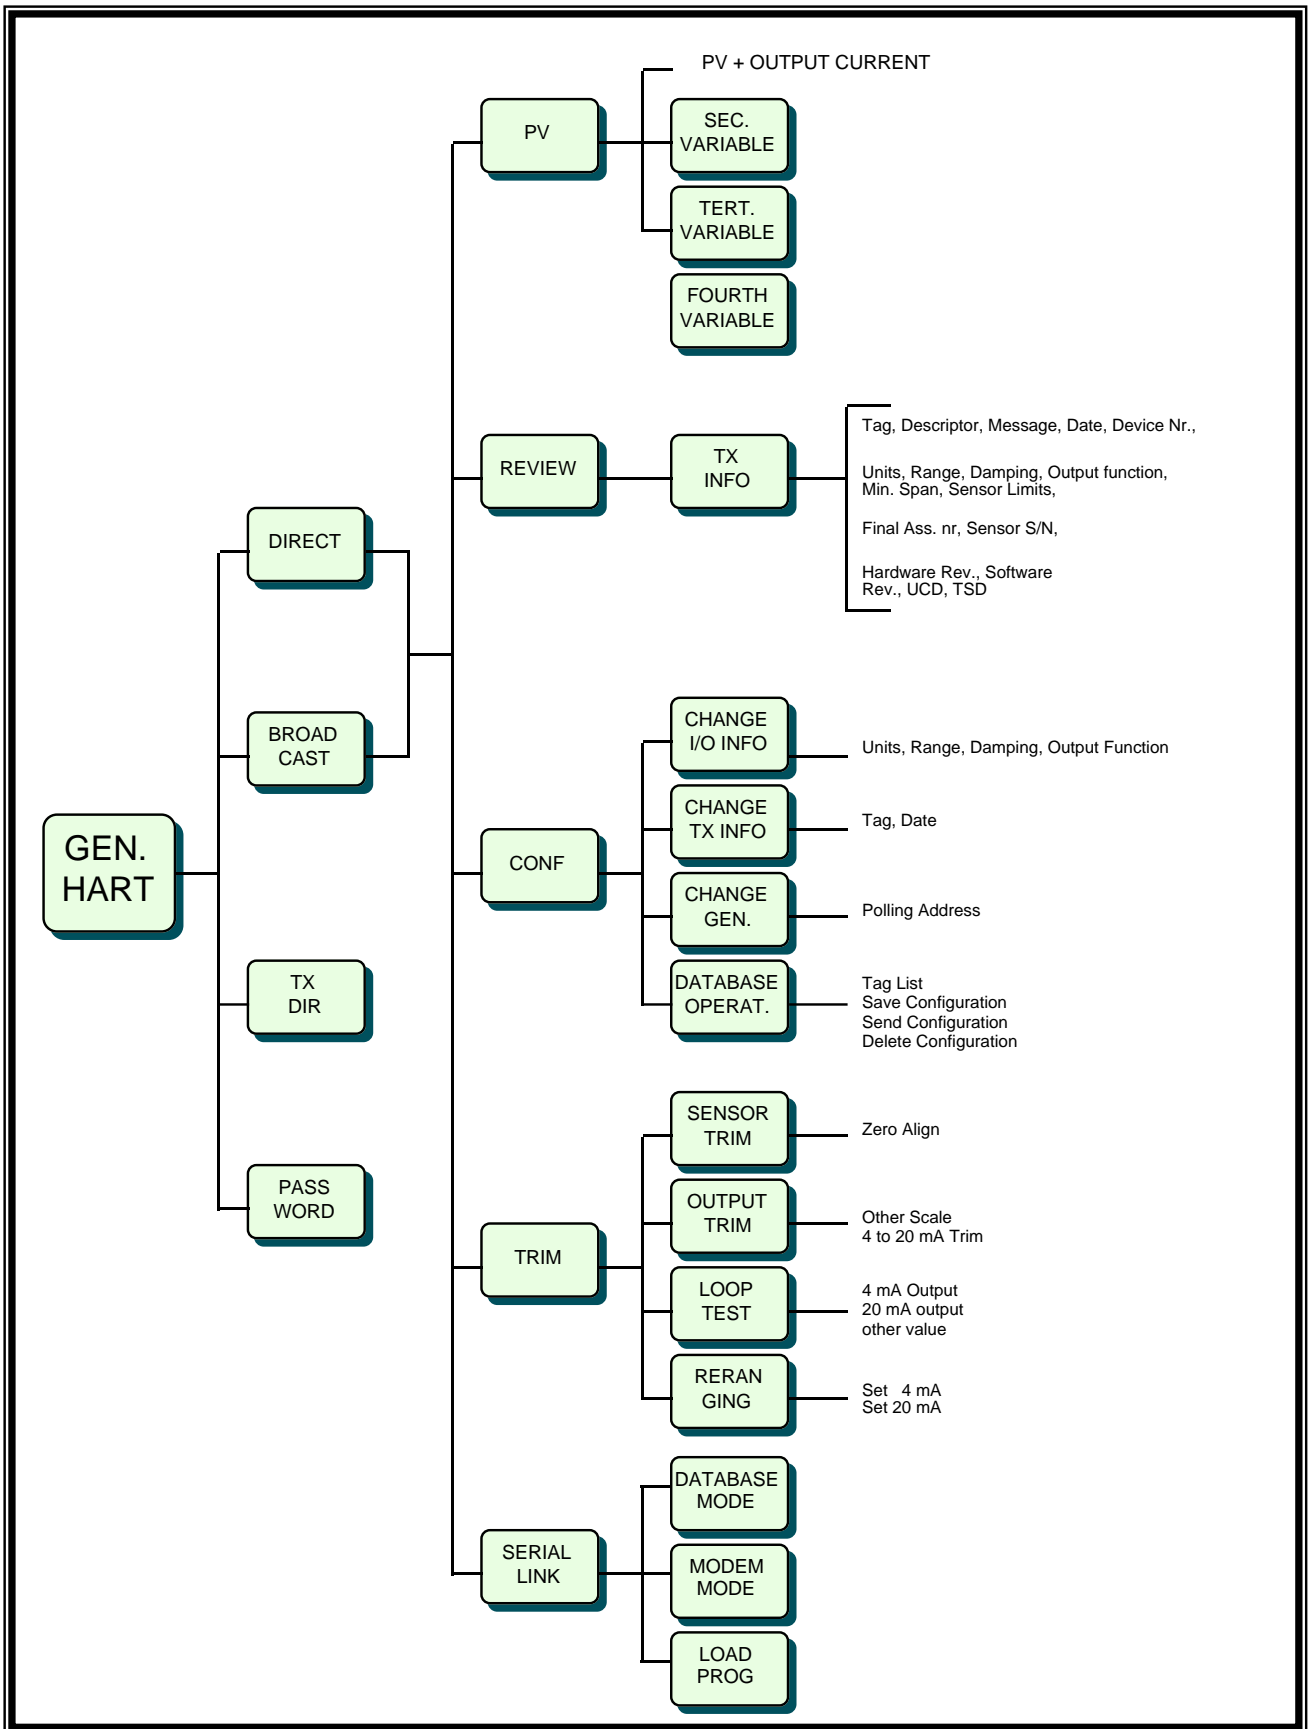 PV + OUTPUT CURRENT
PV
SEC.
VARIABLE
TERT.
VARIABLE
FOURTH
VARIABLE
REVIEW
TX
INFO
Tag, Descriptor, Message, Date, Device Nr.,
Units, Range, Damping, Output function,
Min. Span, Sensor Limits,
Final Ass. nr, Sensor S/N,
Hardware Rev., Software
Rev., UCD, TSD
DIRECT
BROAD
CAST
GEN.
HART
TX
DIR
PASS
WORD
CONF
CHANGE
I/O INFO
Units, Range, Damping, Output Function
CHANGE
TX INFO
Tag, Date
CHANGE
GEN.
Polling Address
DATABASE
OPERAT.
Tag List
Save Configuration
Send Configuration
Delete Configuration
TRIM
SENSOR
TRIM
Zero Align
OUTPUT
TRIM
Other Scale
4 to 20 mA Trim
LOOP
TEST
4 mA Output
20 mA output
other value
RERAN
GING
Set   4 mA
Set 20 mA
SERIAL
LINK
DATABASE
MODE
MODEM
MODE
LOAD
PROG